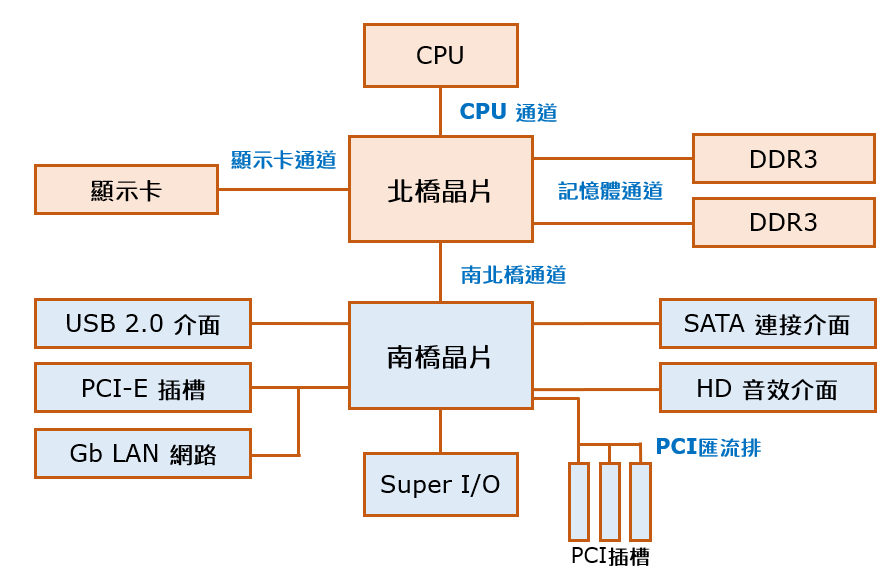 CPU
CPU 通道
顯示卡通道
顯示卡
北橋晶片
DDR3
記憶體通道
DDR3
南北橋通道
USB 2.0 介面
南橋晶片
SATA 連接介面
PCI-E 插槽
HD 音效介面
Gb LAN 網路
PCI匯流排
Super I/O
PCI插槽